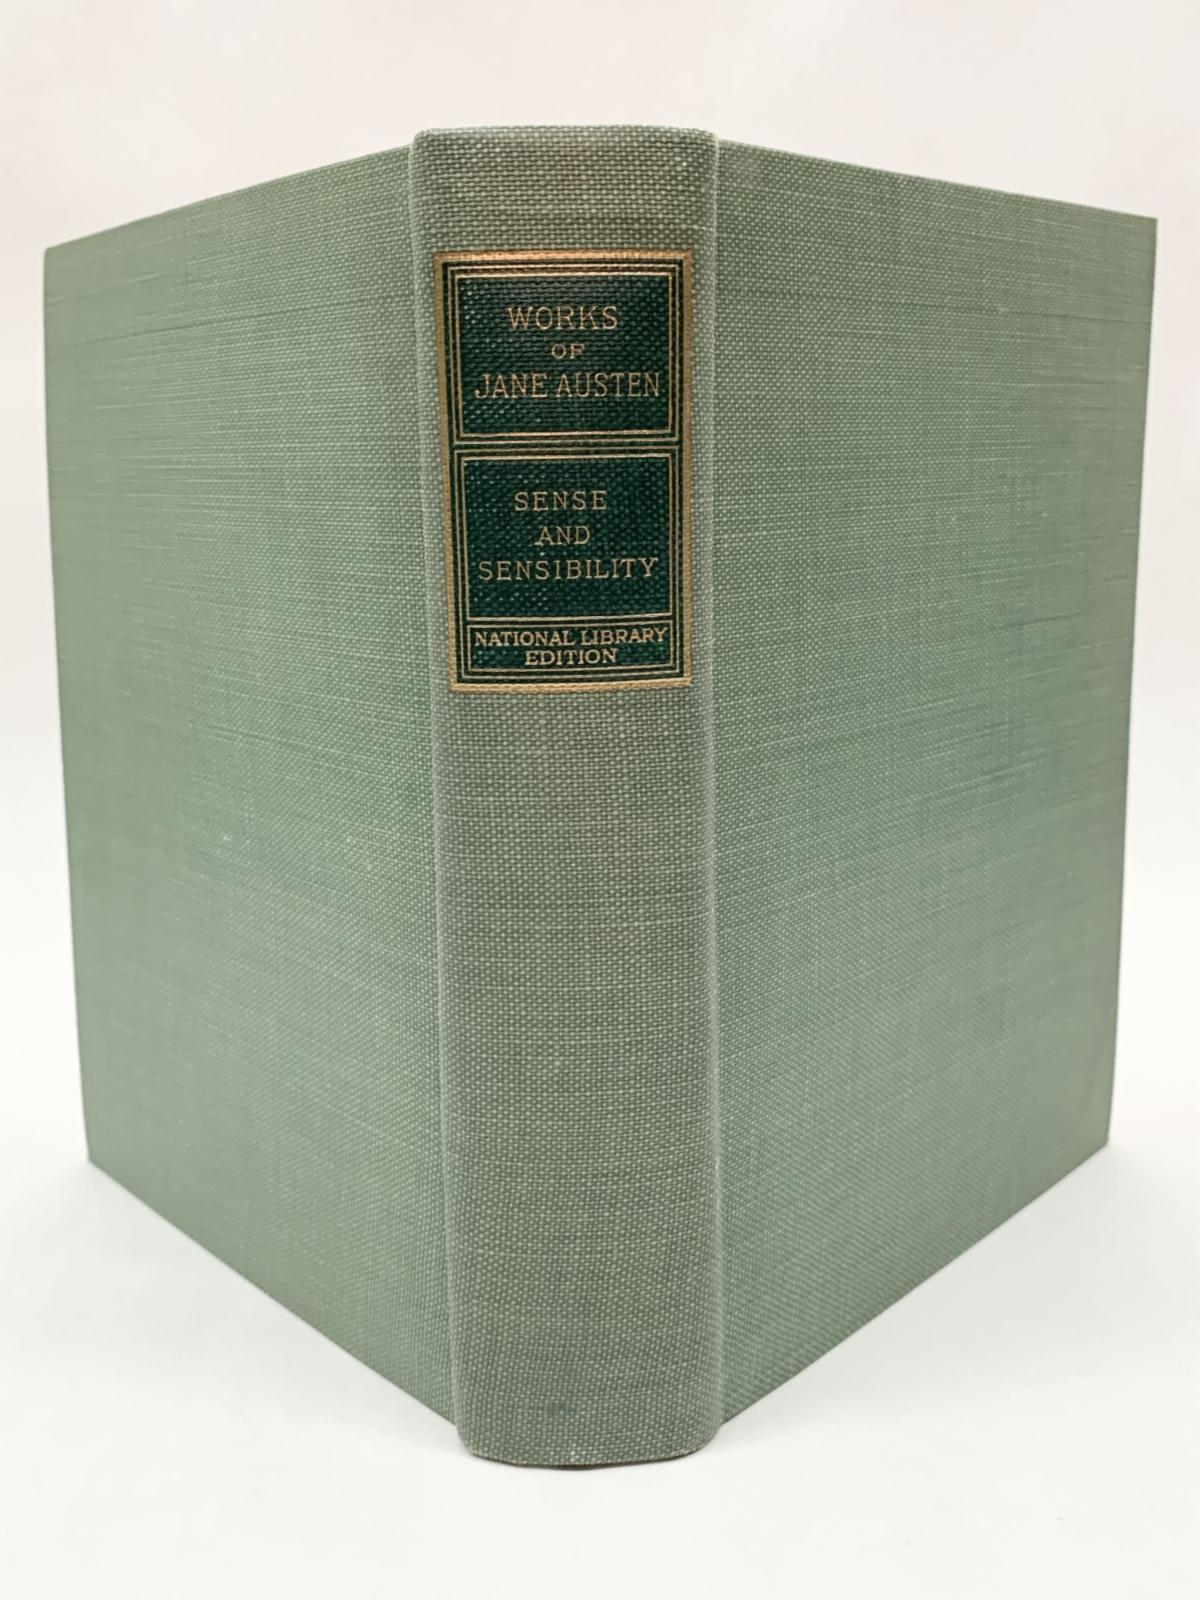 WORKS
OF
JANE AUSTEN
SENSE
AND
SENSIBILITY
NATIONAL LIBRARY
EDITION